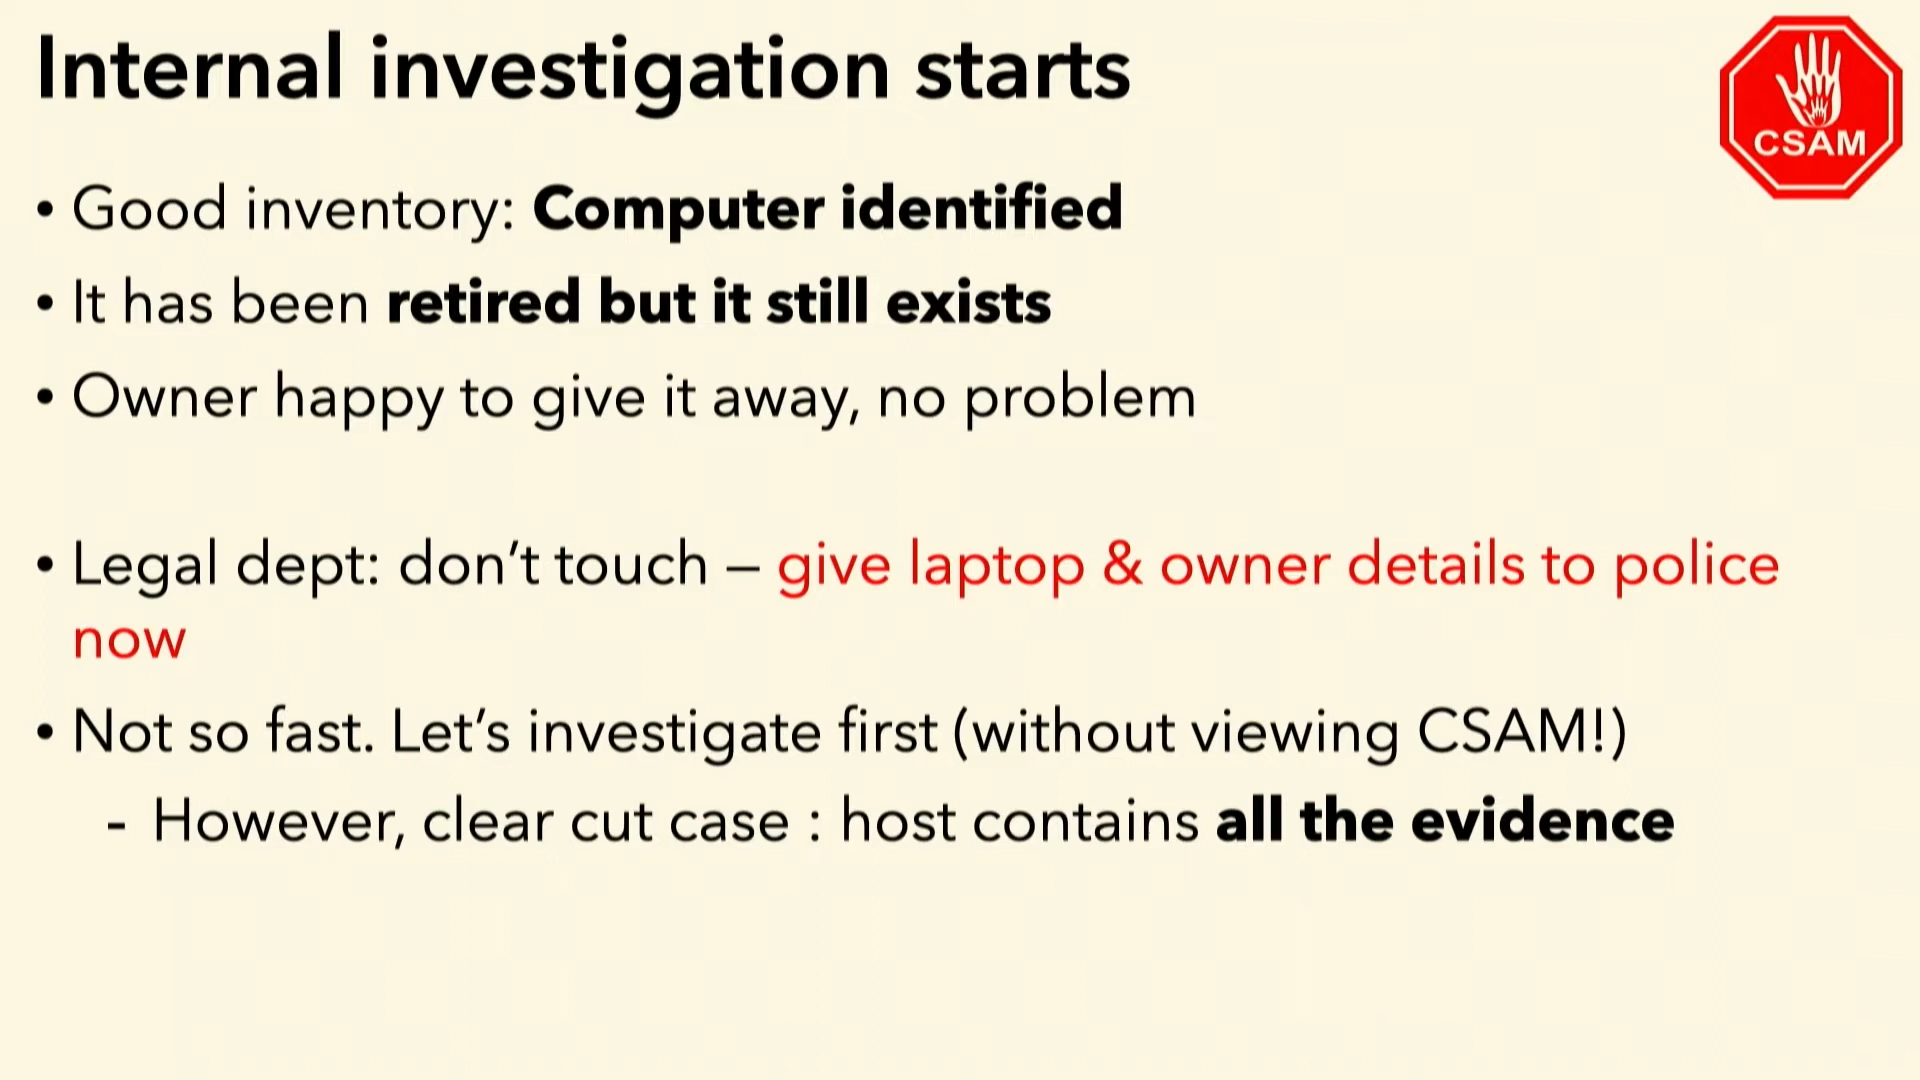 Internal investigation starts
CSAM
• Good inventory: Computer identified
• It has been retired but it still exists
• Owner happy to give it away, no problem
• Legal dept: don’t touch – give laptop & owner details to police
now
• Not so fast. Let’s investigate first (without viewing CSAM!)
- However, clear cut case : host contains all the evidence